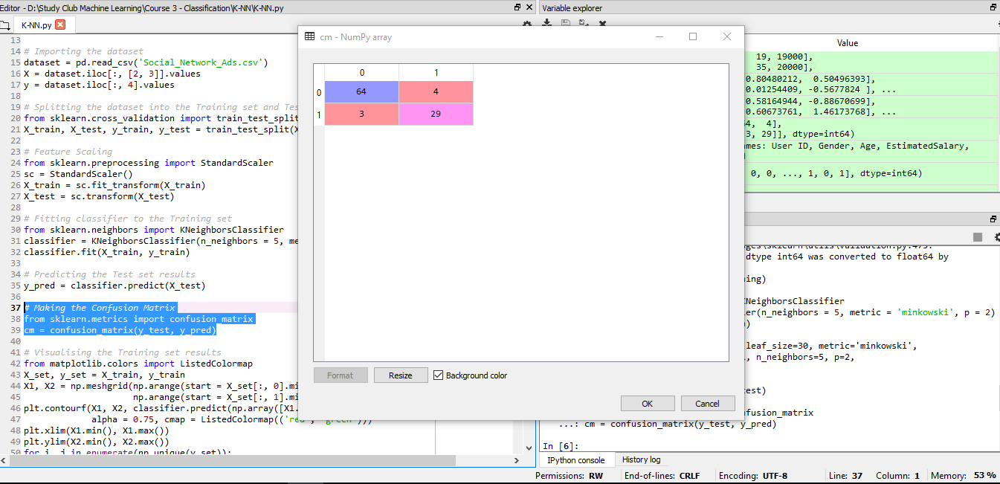 Editor - D:\Study Club Machine Learning\Course 3 - Classification\K-NN\K-NN.py
K-NN.py
13
14 # Importing the dataset
15 dataset = pd.read_csv('Social_Network_Ads.csv')
16 X = dataset.iloc[:, [2, 3]].values
17 y = dataset.iloc[:, 4].values
18
19 # Splitting the dataset into the Training set and Tes
20 from sklearn.cross_validation import train_test_split
21 X_train, X_test, y_train, y_test = train_test_split(X
22
23 # Feature Scaling
24 from sklearn.preprocessing import StandardScaler
25 sc = StandardScaler()
26 X_train = sc.fit_transform(X_train)
27 X_test = sc.transform(X_test)
28
29 # Fitting classifier to the Training set
30 from sklearn.neighbors import KNeighborsClassifier
31 classifier = KNeighborsClassifier(n_neighbors = 5, me
32 classifier.fit(X_train, y_train)
33
34 # Predicting the Test set results
35 y_pred = classifier.predict(X_test)
36
37 # Making the Confusion Matrix
38 from sklearn.metrics import confusion_matrix
39 cm = confusion_matrix(y_test, y_pred)
40
41 # Visualising the Training set results
42 from matplotlib.colors import ListedColormap
43 X_set, y_set = X_train, y_train
44 X1, X2 = np.meshgrid(np.arange(start = X_set[:, 0].mi
45 np.arange(start = X_set[:, 1].mi
46 plt.contourf(X1, X2, classifier.predict(np.array([X1.
47 alpha = 0.75, cmap = ListedColormap(('red', 'green')))
48 plt.xlim(X1.min(), X1.max())
49 plt.ylim(X2.min(), X2.max())
50 for i, j in enumerate(np.unique(y_set)):
cm - NumPy array
0 1
0 64 4
1 3 29
Format
Resize
Background color
OK
Cancel
Variable explorer
Value
19, 19000],
35, 20000],
0.80480212, 0.50496393],
0.01254409, -0.5677824 ], ...
0.58164944, -0.88670699],
0.60673761, 1.46173768], ...
4],
3, 29]], dtype=int64)
mes: User ID, Gender, Age, EstimatedSalary,
0, 0, ..., 1, 0, 1], dtype=int64)
ges\sklearn\utils\validation.py:475:
dtype int64 was converted to float64 by
ing)
KNeighborsClassifier
er(n_neighbors = 5, metric = 'minkowski', p = 2)
)
leaf_size=30, metric='minkowski',
, n_neighbors=5, p=2,
est)
nfusion_matrix
...: cm = confusion_matrix(y_test, y_pred)
In [6]:
IPython console
History log
Permissions: RW
End-of-lines: CRLF
Encoding: UTF-8
Line: 37
Column: 1
Memory: 53 %